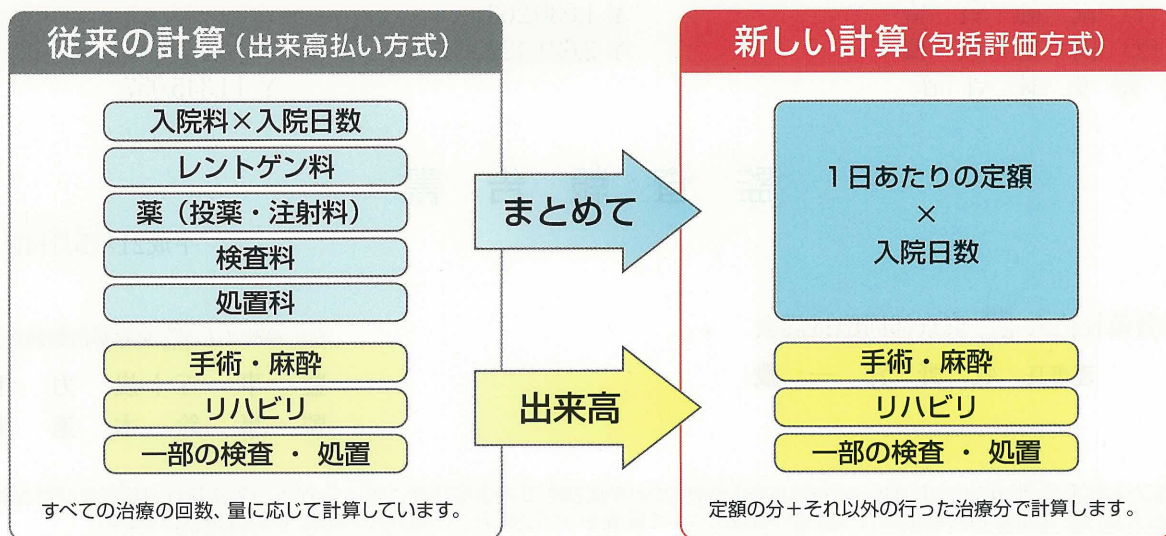 従来の計算(出来高払い方式)
入院料×入院日数
レントゲン料
薬(投薬・注射料)
検査料
処置科
手術・麻酔
リハビリ
一部の検査 ・ 処置
すべての治療の回数、量に応じて計算しています。
まとめて
出来高
新しい計算(包括評価方式)
1日あたりの定額
×
入院日数
手術・麻酔
リハビリ
一部の検査 ・ 処置
定額の分+それ以外の行った治療分で計算します。